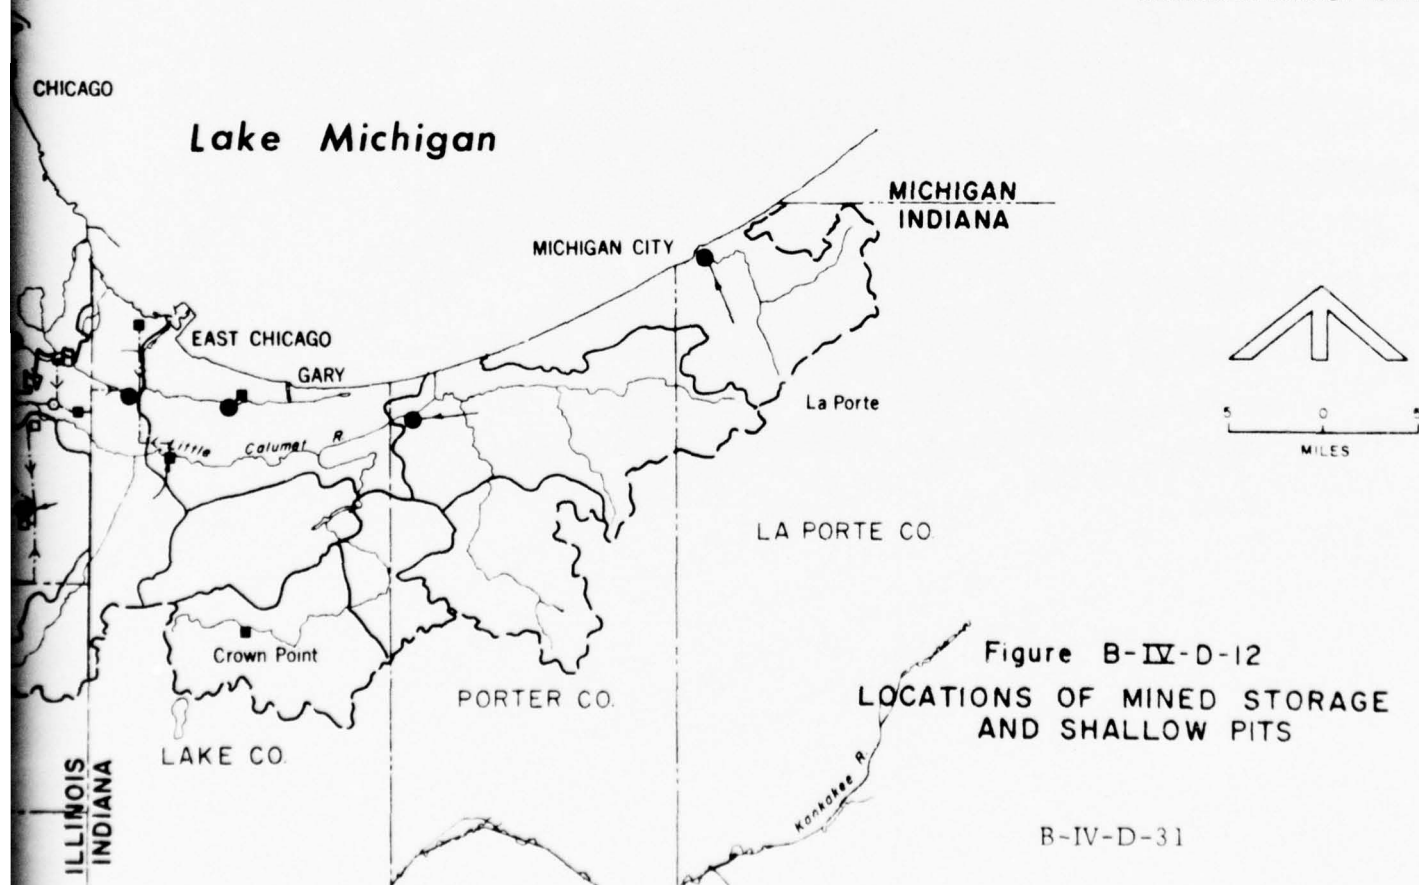 CHICAGO
Lake Michigan
MICHIGAN
INDIANA
MICHIGAN CITY
EAST CHICAGO
GARY
La Porte
5 0 5
MILES
Little Calumet R.
LA PORTE CO.
Figure B-IV-D-12
Crown Point
LOCATIONS OF MINED STORAGE
AND SHALLOW PITS
PORTER CO.
LAKE CO.
ILLINOIS
INDIANA
Kankakee R.
B-IV-D-31